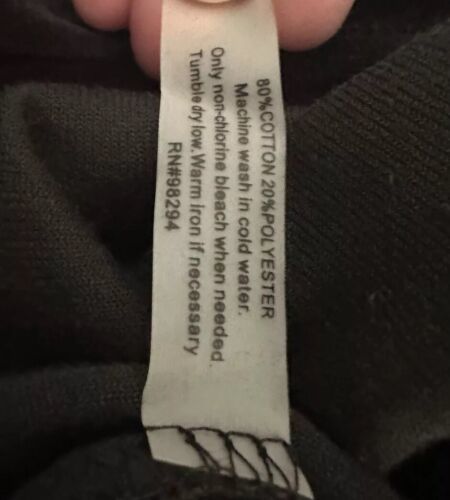 80%COTTON 20%POLYESTER
Machine wash in cold water.
Only non-chlorine bleach when needed.
Tumble dry low. Warm Iron if necessary
RN#98294